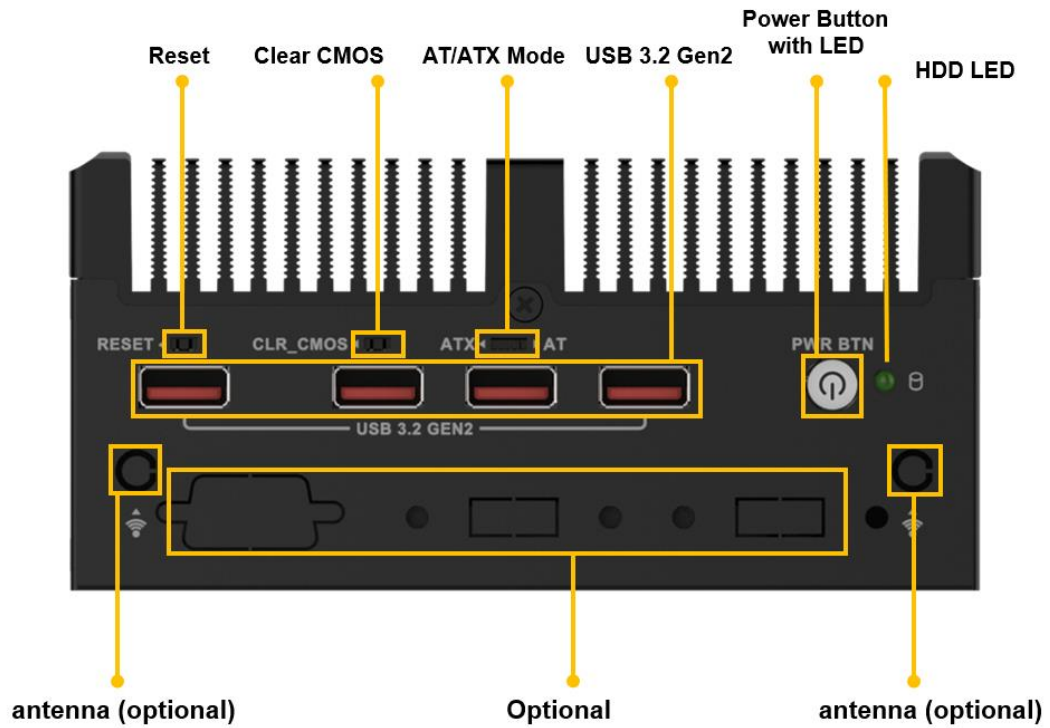 Power Button
with LED
Reset
Clear CMOS
AT/ATX Mode
USB 3.2 Gen2
HDD LED
RESET
CLR_CMOS
ATX
AT
PWR BTN
USB 3.2 GEN2
antenna (optional)
Optional
antenna (optional)